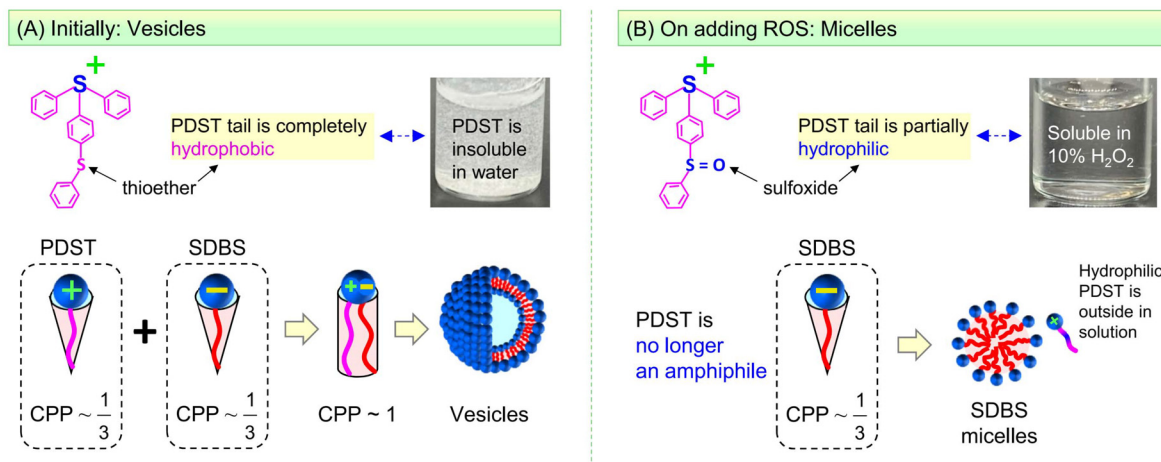 (A) Initially: Vesicles
S
+
PDST tail is completely
hydrophobic
S
thioether
PDST is
insoluble
in water
PDST
+
CPP ~ 1/3
+
SDBS
−
CPP ~ 1/3
+ −
CPP ~ 1
Vesicles
(B) On adding ROS: Micelles
S
+
PDST tail is partially
hydrophilic
S = O
sulfoxide
Soluble in
10% H₂O₂
PDST is
no longer
an amphiphile
SDBS
−
CPP ~ 1/3
SDBS
micelles
+
Hydrophilic
PDST is
outside in
solution